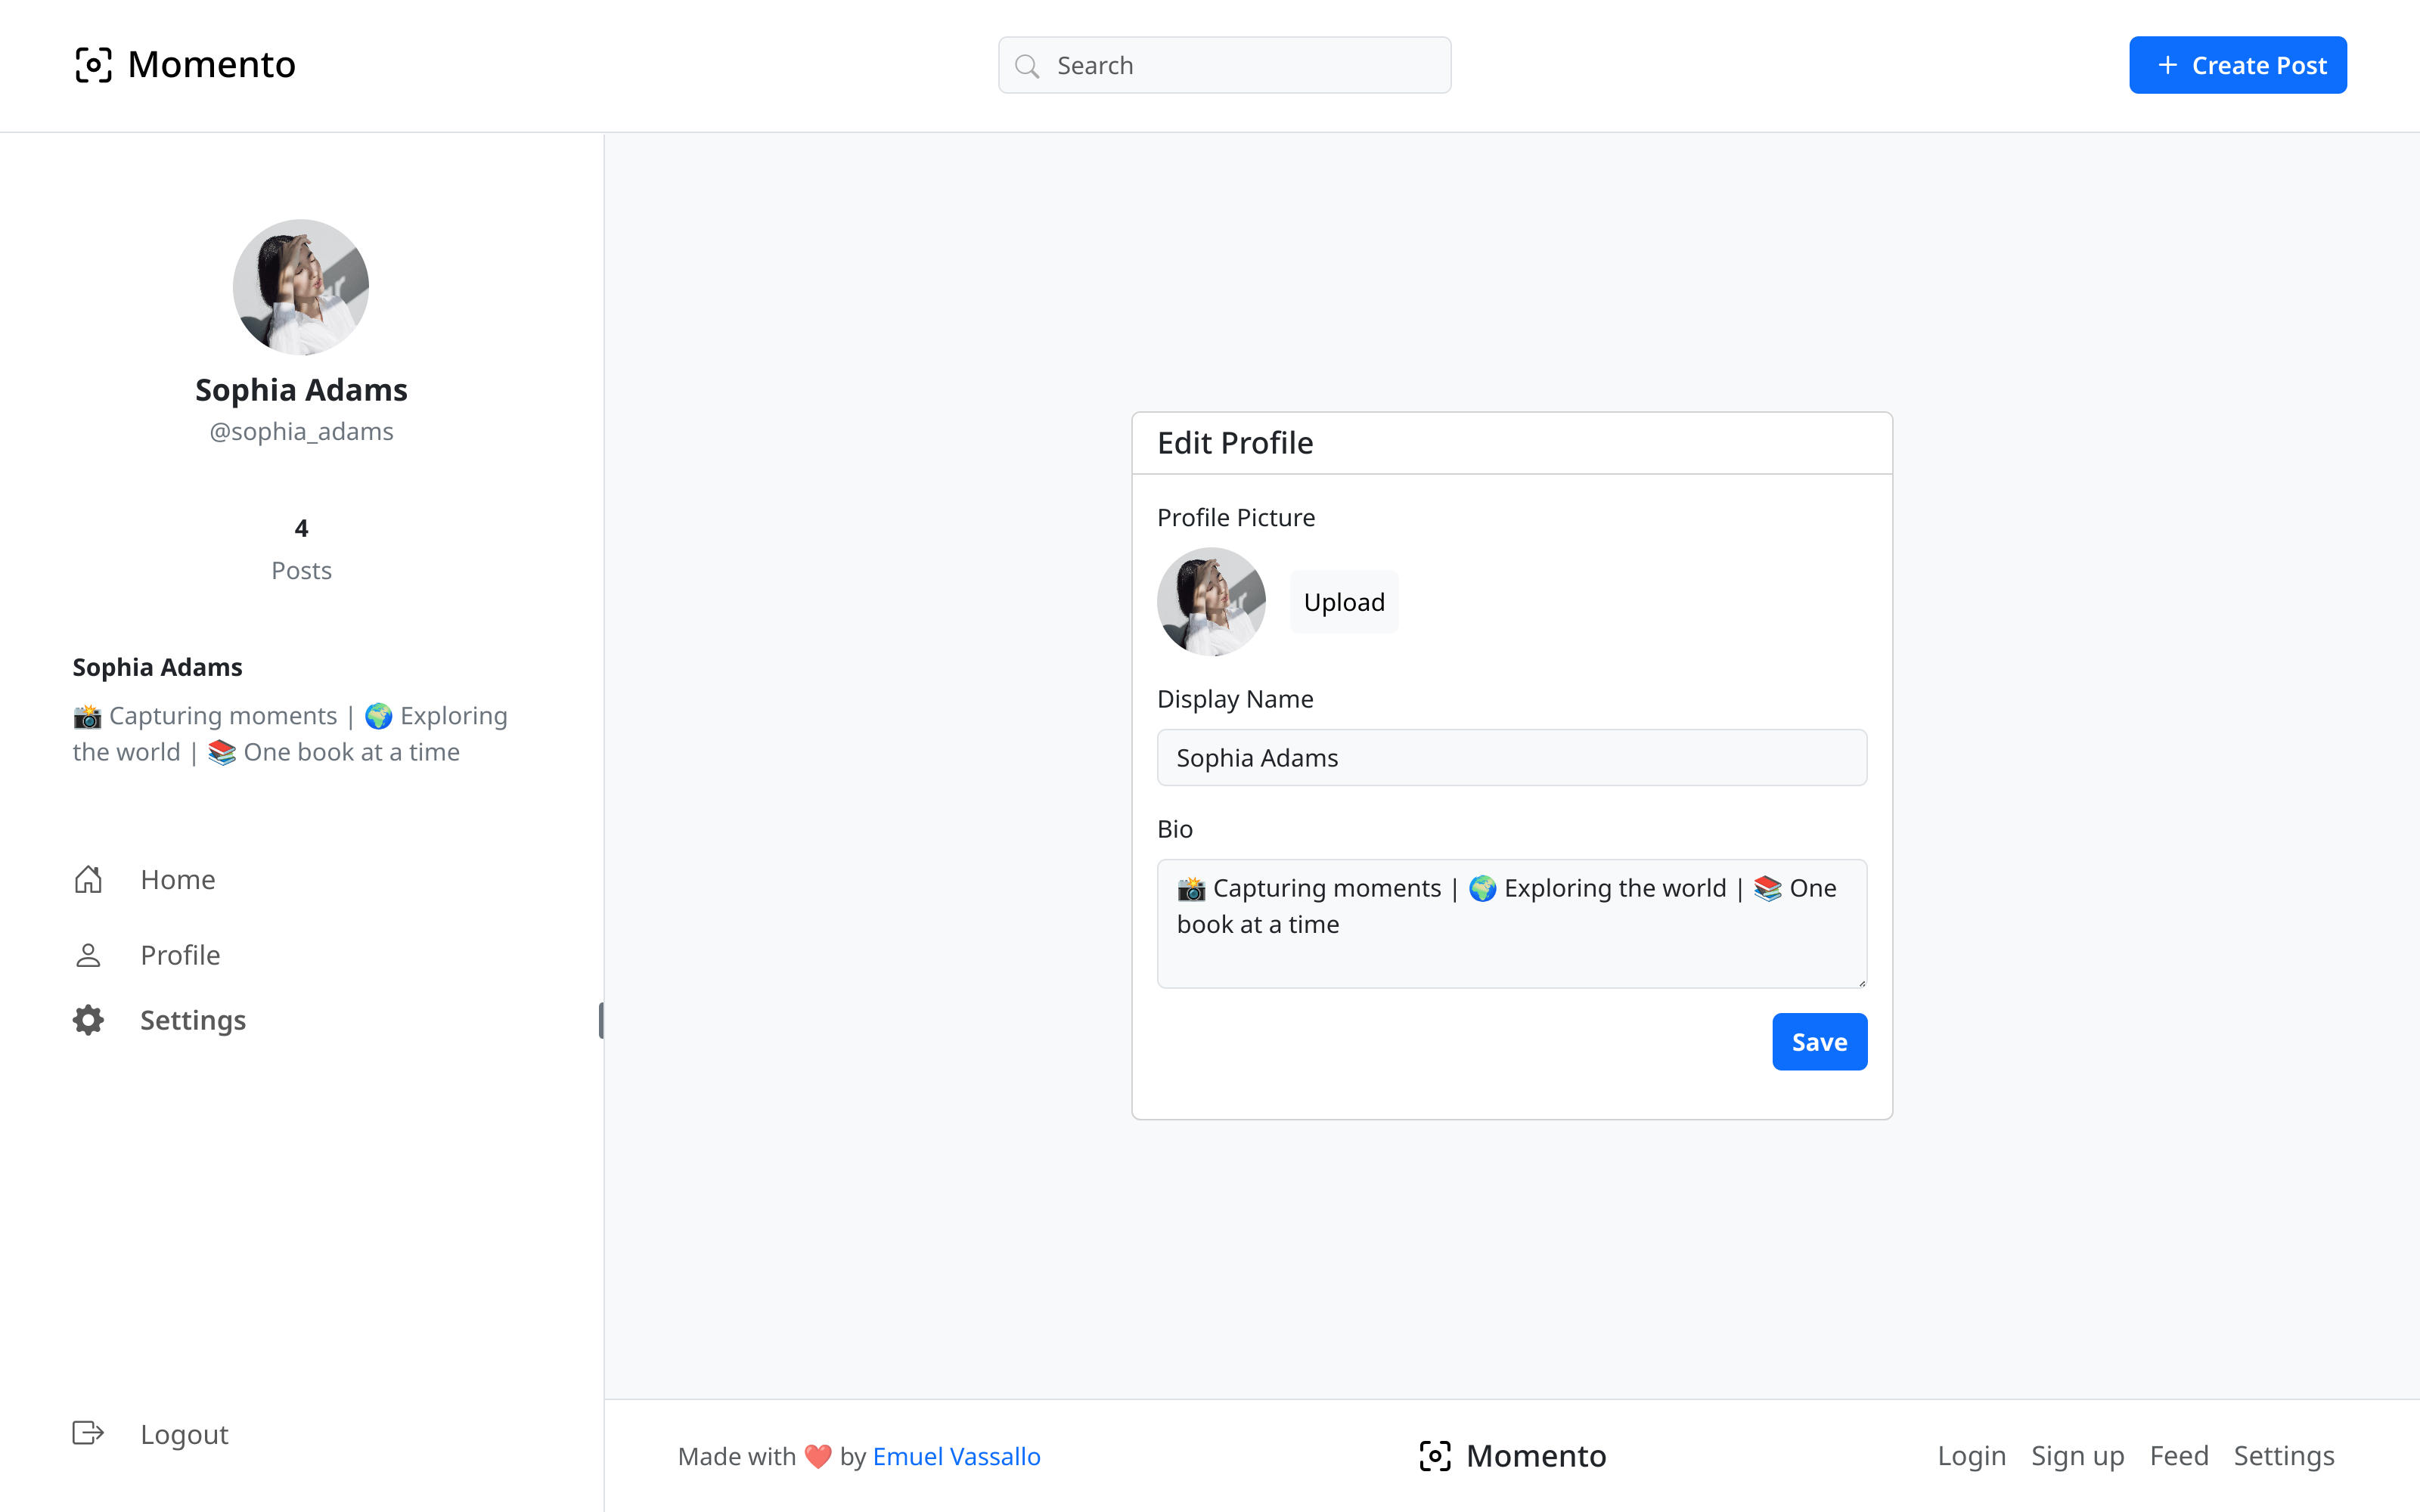 Momento
Search
Create Post
Sophia Adams
@sophia_adams
4
Posts
Sophia Adams
📸 Capturing moments | 🌍 Exploring
the world | 📚 One book at a time
Home
Profile
Settings
Logout
Edit Profile
Profile Picture
Upload
Display Name
Sophia Adams
Bio
📸 Capturing moments | 🌍 Exploring the world | 📚 One
book at a time
Save
Made with ❤️ by Emuel Vassallo
Momento
Login Sign up Feed Settings